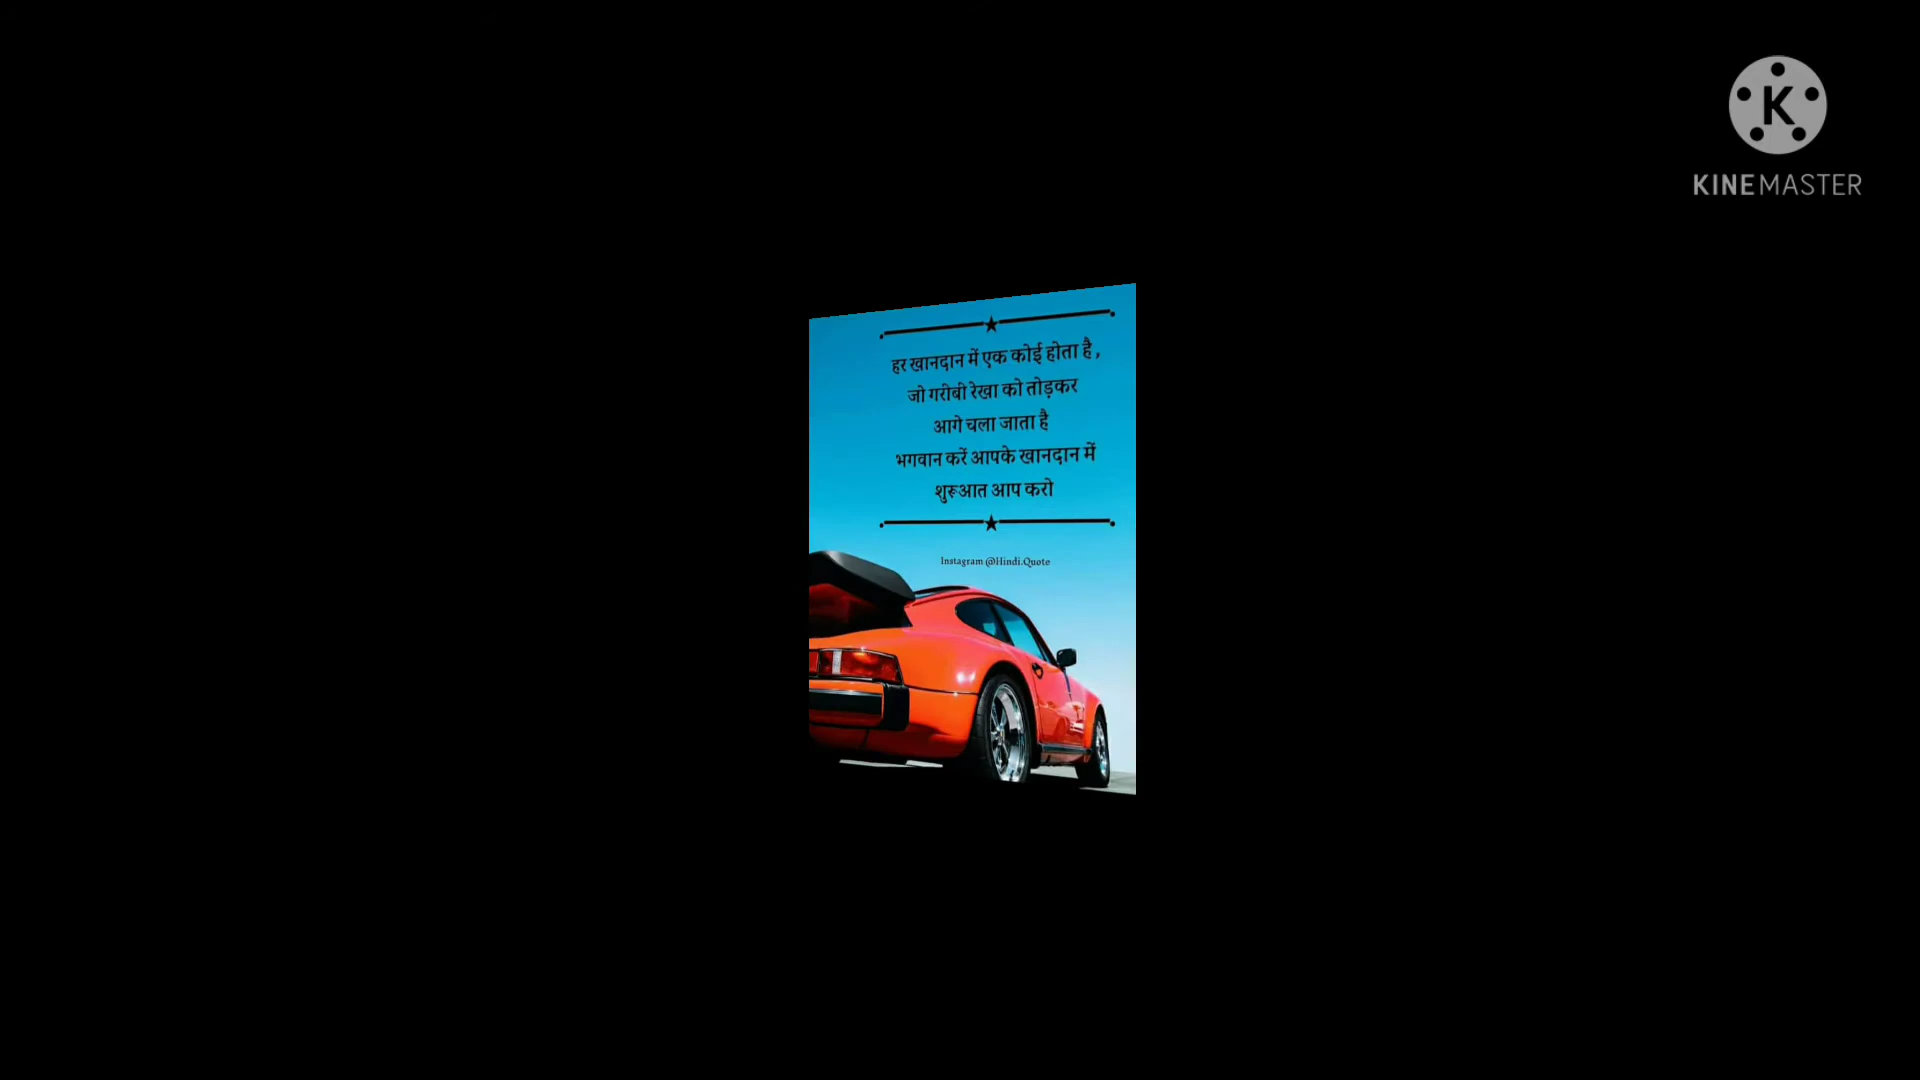 K
KINEMASTER
हर खानदान में एक कोई होता है,
जो गरीबी रेखा को तोड़कर
आगे चला जाता है
भगवान करें आपके खानदान में
शुरूआत आप करो
Instagram @Hindi.Quote